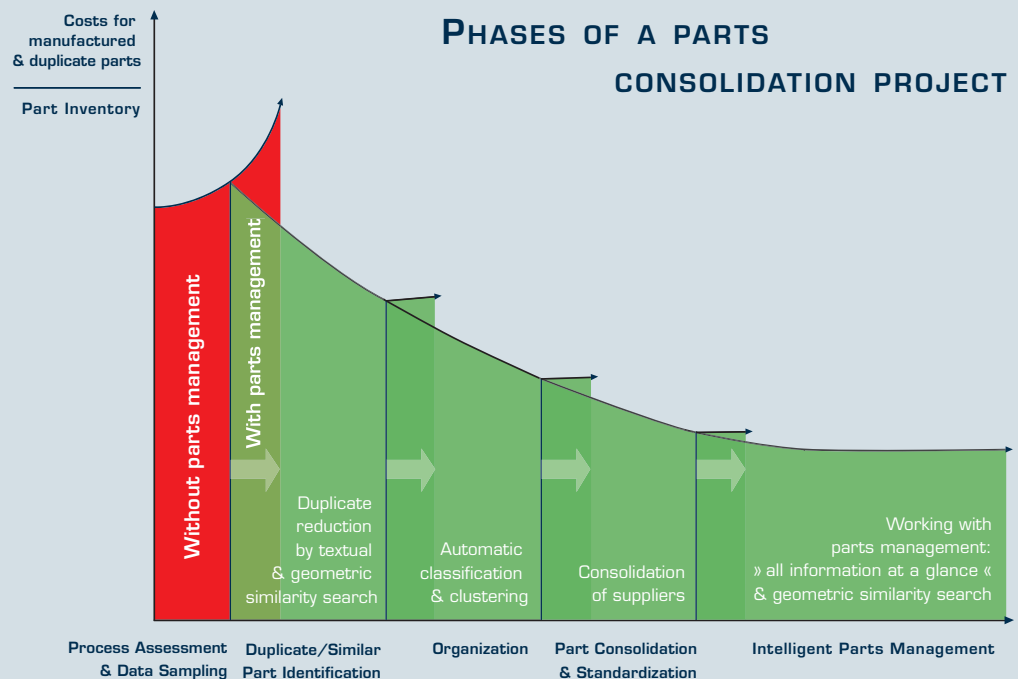 Costs for
manufactured
& duplicate parts
Part Inventory
Phases of a parts
consolidation project
Without parts management
With parts management
Duplicate
reduction
by textual
& geometric
similarity search
Automatic
classification
& clustering
Consolidation
of suppliers
Working with
parts management:
» all information at a glance «
& geometric similarity search
Process Assessment
& Data Sampling
Duplicate/Similar
Part Identification
Organization
Part Consolidation
& Standardization
Intelligent Parts Management